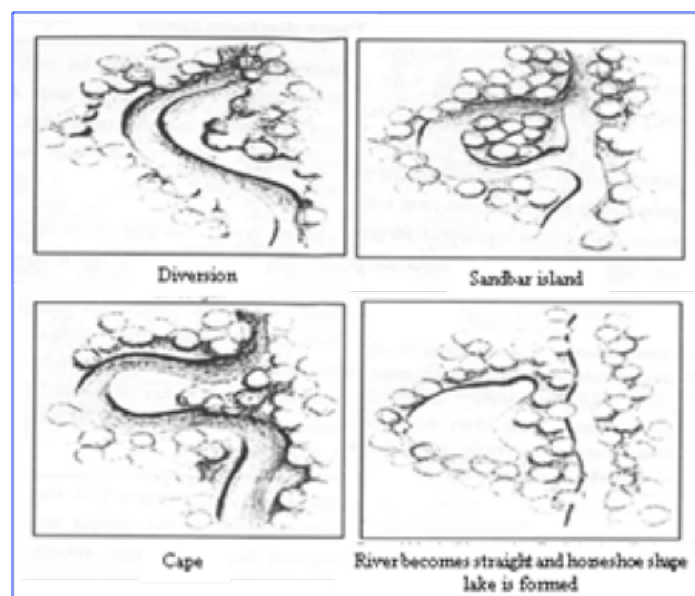 Diversion
Sandbar island
Cape
River becomes straight and horseshoe shape
lake is formed